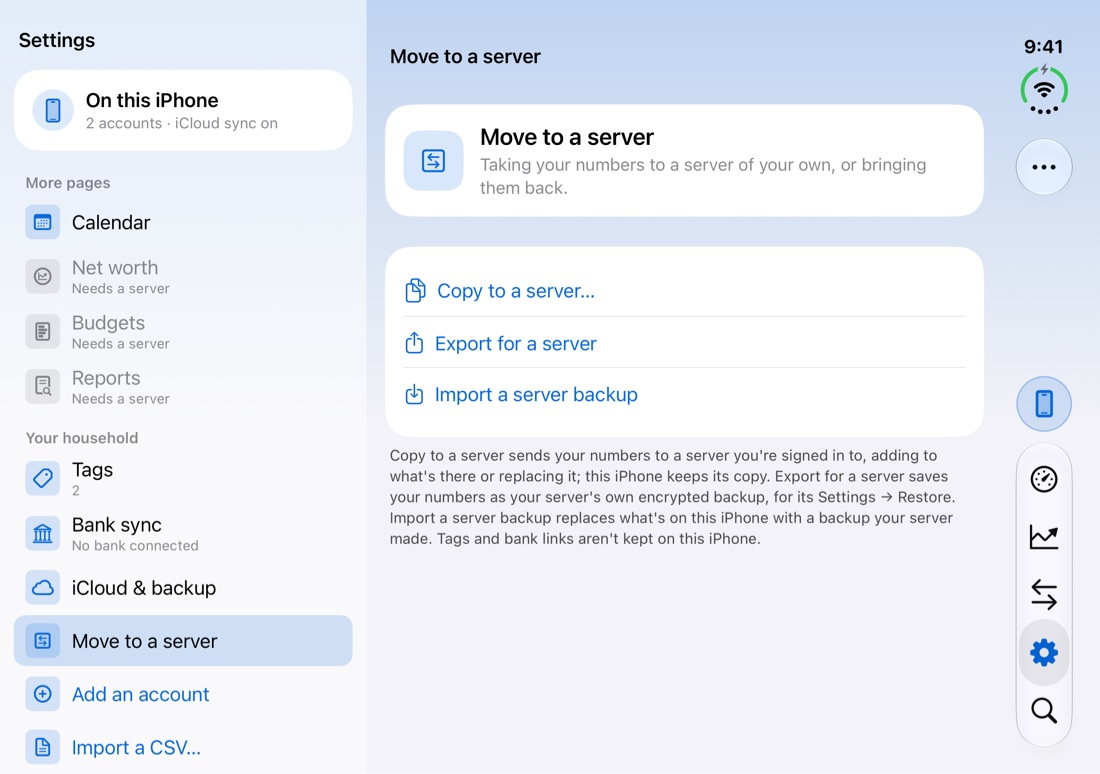 Settings
On this iPhone
2 accounts · iCloud sync on
More pages
Calendar
Net worth
Needs a server
Budgets
Needs a server
Reports
Needs a server
Your household
Tags
2
Bank sync
No bank connected
iCloud & backup
Move to a server
Add an account
Import a CSV...
Move to a server
Move to a server
Taking your numbers to a server of your own, or bringing
them back.
Copy to a server...
Export for a server
Import a server backup
Copy to a server sends your numbers to a server you're signed in to, adding to
what's there or replacing it; this iPhone keeps its copy. Export for a server saves
your numbers as your server's own encrypted backup, for its Settings → Restore.
Import a server backup replaces what's on this iPhone with a backup your server
made. Tags and bank links aren't kept on this iPhone.
9:41